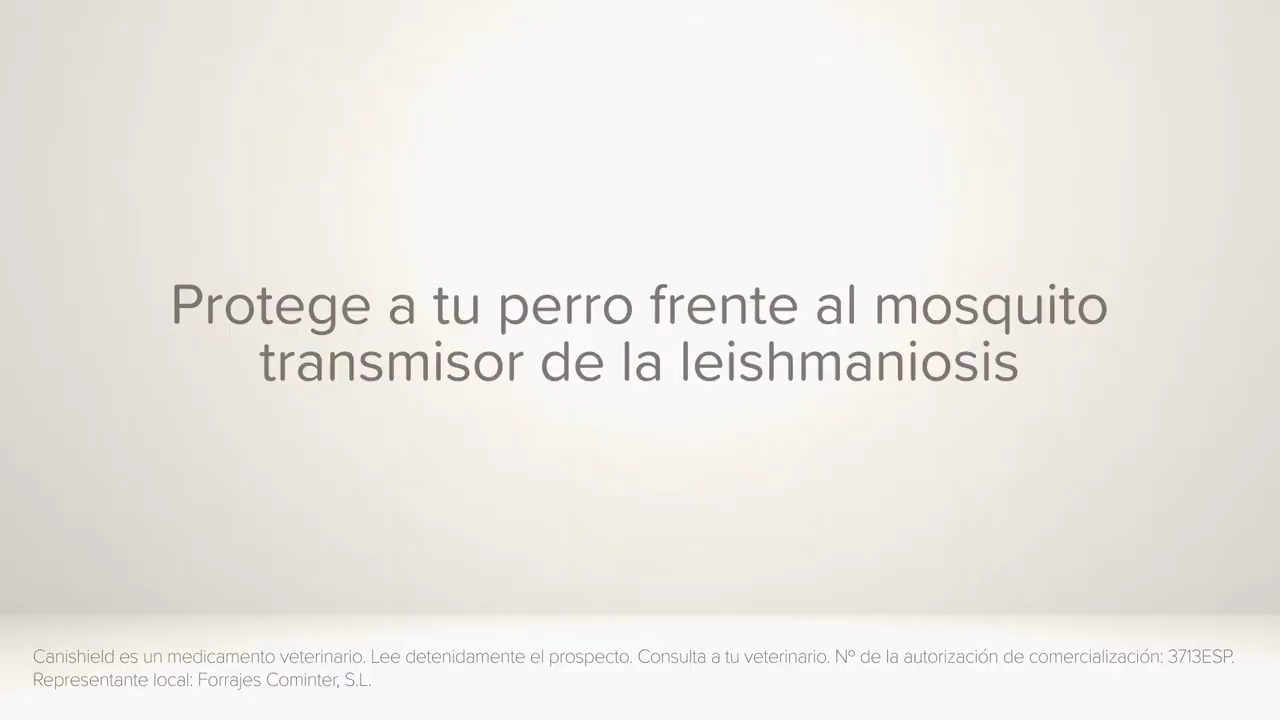 Protege a tu perro frente al mosquito
transmisor de la leishmaniosis
Canishield es un medicamento veterinario. Lee detenidamente el prospecto. Consulta a tu veterinario. Nº de la autorización de comercialización: 3713ESP.
Representante local: Forrajes Cominter, S.L.